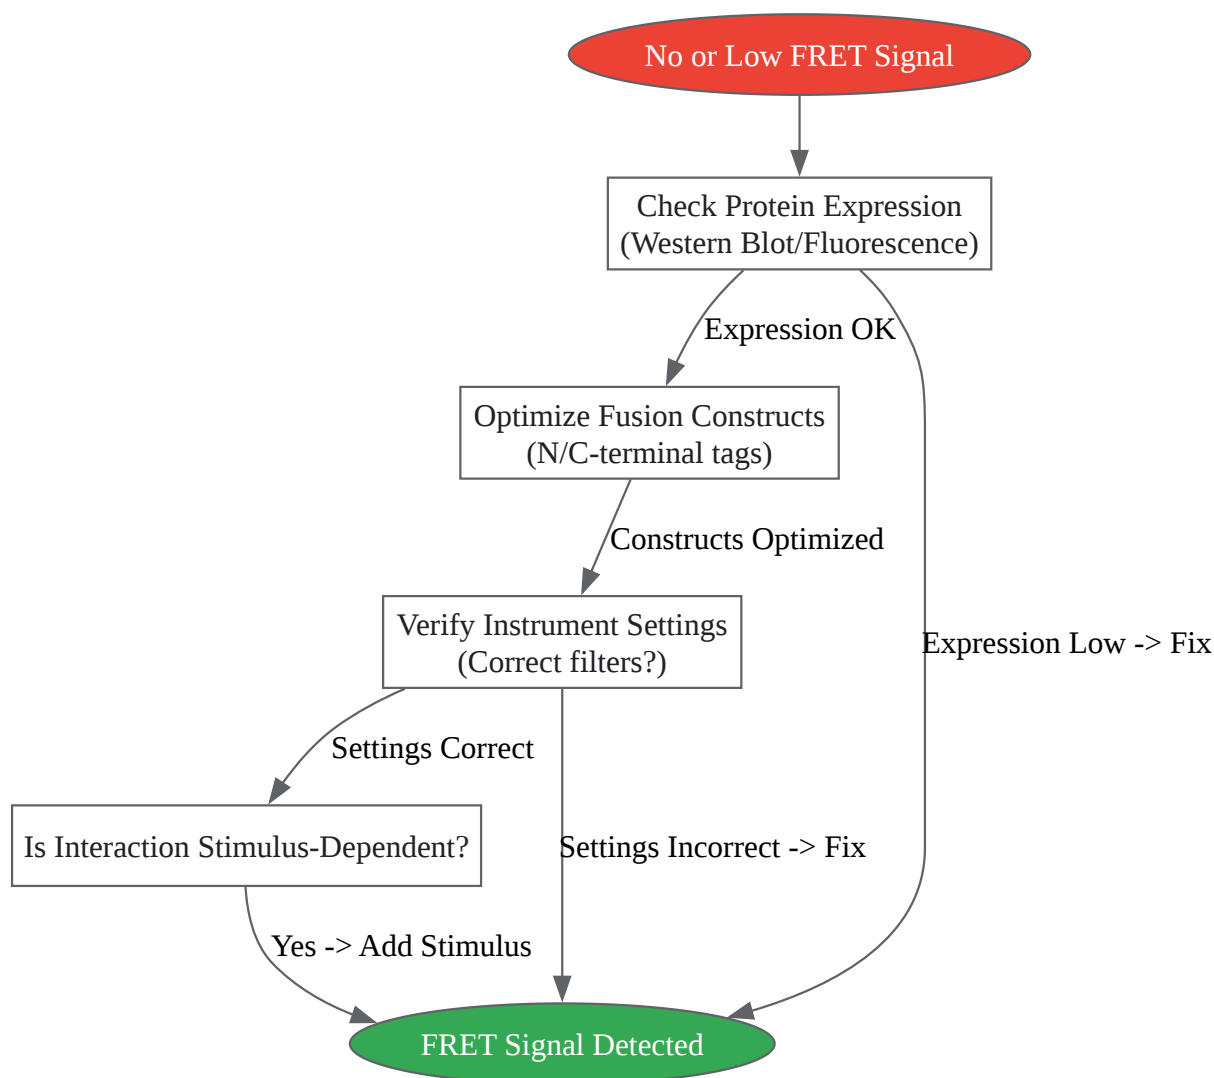 No or Low FRET Signal
Check Protein Expression
(Western Blot/Fluorescence)
Expression OK
Optimize Fusion Constructs
(N/C-terminal tags)
Constructs Optimized
Verify Instrument Settings
(Correct filters?)
Expression Low -> Fix
Settings Correct
Is Interaction Stimulus-Dependent?
Settings Incorrect -> Fix
Yes -> Add Stimulus
FRET Signal Detected